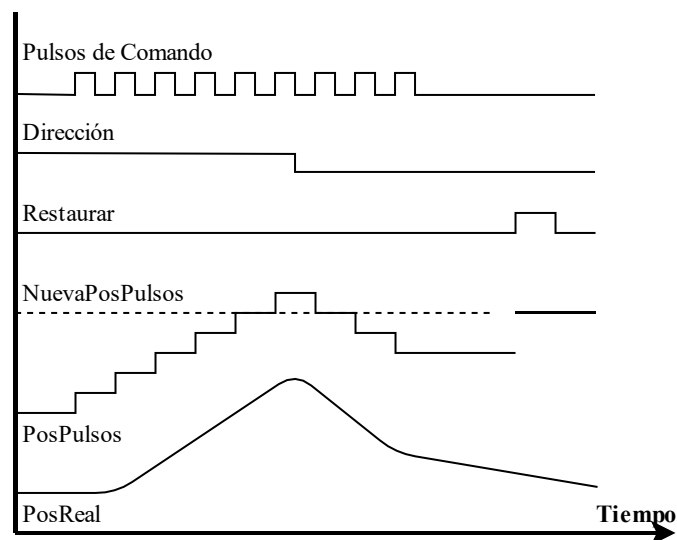 Pulsos de Comando
Dirección
Restaurar
NuevaPosPulsos
PosPulsos
PosReal
Tiempo